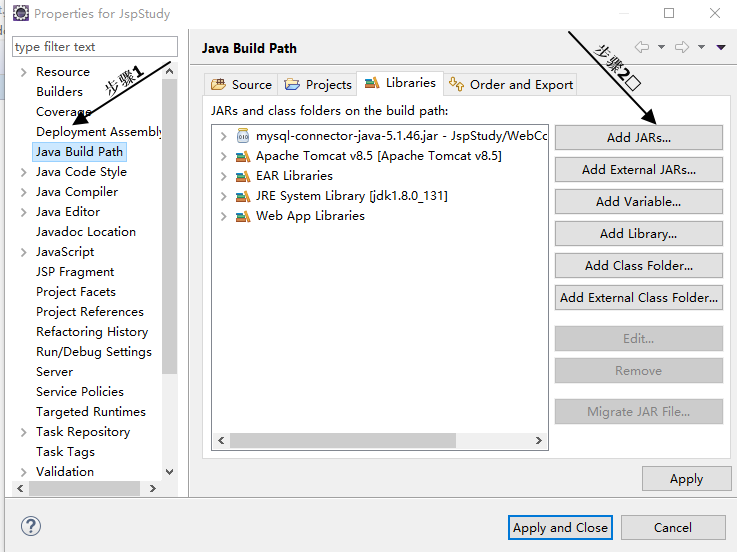 Properties for JspStudy
type filter text
Resource
Builders
Coverage
Deployment Assembly
Java Build Path
Java Code Style
Java Compiler
Java Editor
Javadoc Location
JavaScript
JSP Fragment
Project Facets
Project References
Refactoring History
Run/Debug Settings
Server
Service Policies
Targeted Runtimes
Task Repository
Task Tags
Validation
步骤1
Java Build Path
步骤2□
Source
Projects
Libraries
Order and Export
JARs and class folders on the build path:
mysql-connector-java-5.1.46.jar - JspStudy/WebCo
Apache Tomcat v8.5 [Apache Tomcat v8.5]
EAR Libraries
JRE System Library [jdk1.8.0_131]
Web App Libraries
Add JARs...
Add External JARs...
Add Variable...
Add Library...
Add Class Folder...
Add External Class Folder...
Edit...
Remove
Migrate JAR File...
Apply
?
Apply and Close
Cancel